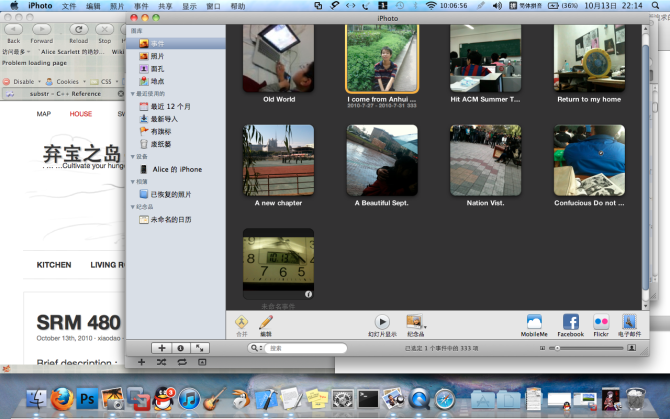 iPhoto 文件 编辑 照片 事件 共享 显示 窗口 帮助
10:06:56 简体拼音 (36%) 10月13日 22:14
iPhoto
Back Forward Reload Stop
访问最多 Alice Scarlett 的绝妙... Wikipe
Problem loading page
Disable Cookies CSS
substr - C++ Reference
MAP HOUSE SW
弃宝之岛
... ...Cultivate your hung
KITCHEN LIVING RO
SRM 480
October 13th, 2010 - xiaodao -
Brief description :
图库
事件
照片
面孔
地点
最近使用的
最近 12 个月
最新导入
有旗标
废纸篓
设备
Alice 的 iPhone
相簿
已恢复的照片
纪念品
未命名的日历
Old World
I come from Anhui ...
2010-7-27 - 2010-7-31 333
Hit ACM Summer T...
Return to my home
A new chapter
A Beautiful Sept.
Nation Vist.
Confucious Do not ...
未命名事件
合并
编辑
幻灯片显示
纪念品
MobileMe
Facebook
Flickr
电子邮件
搜索
已选定 1 个事件中的 333 项